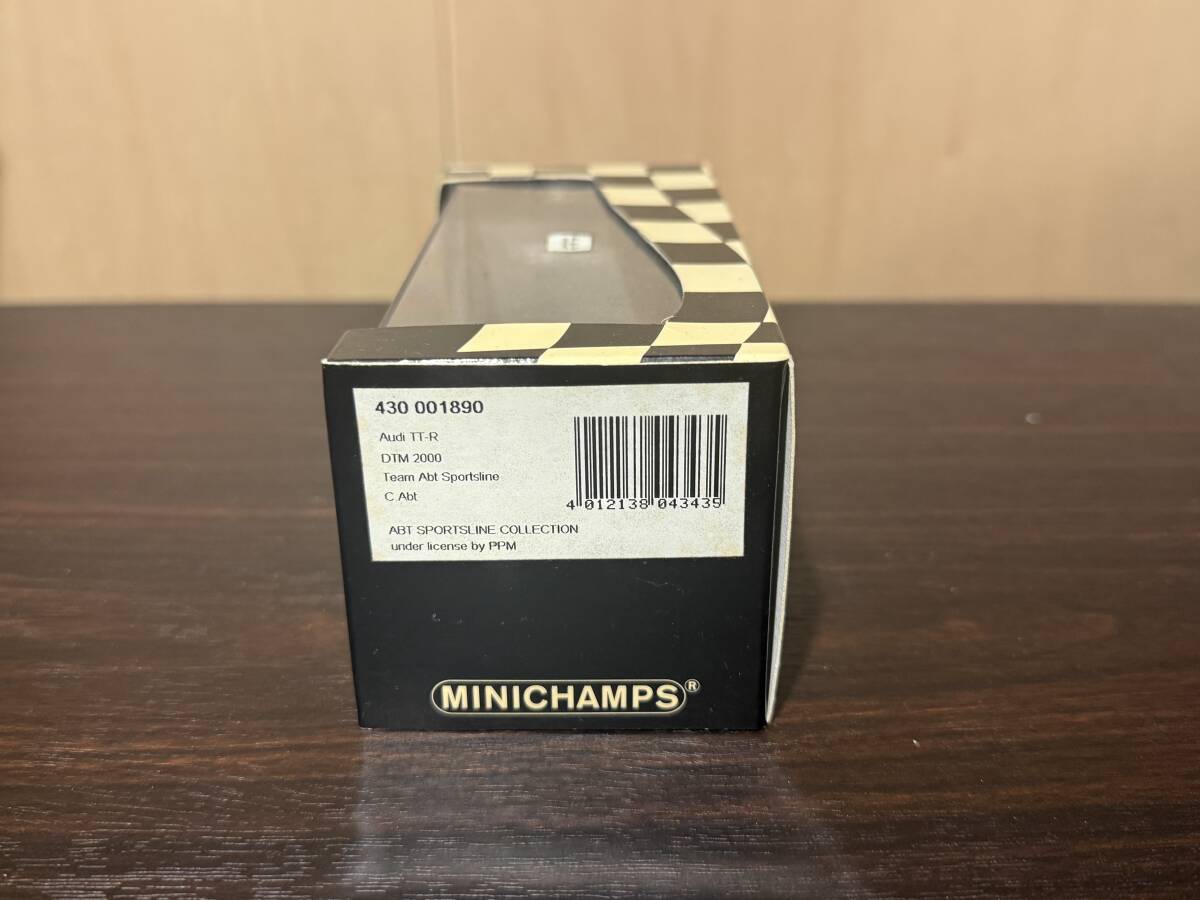 430 001890
Audi TT-R
DTM 2000
Team Abt Sportsline
C.Abt
4 012138 043435
ABT SPORTSLINE COLLECTION
under license by PPM
MINICHAMPS®